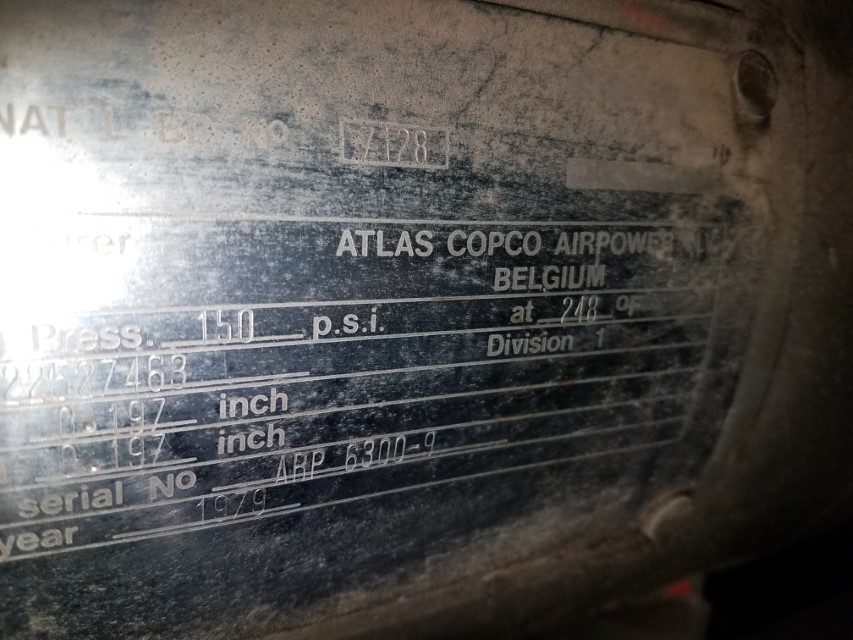 NAT'L BD NO 7128
ATLAS COPCO AIRPOWER
BELGIUM
Press. 150 p.s.i. at 248 °F
22527463 Division 1
0.197 inch
0.197 inch
serial No ARP 6300-9
year 1979